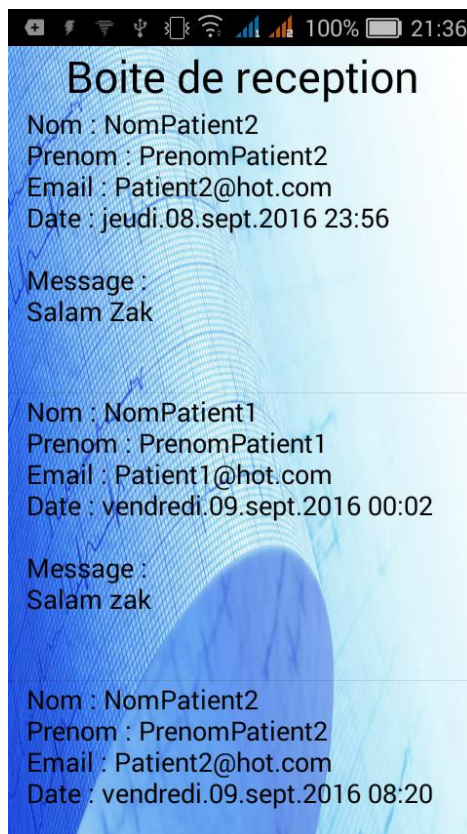 100% 21:36
Boite de reception
Nom : NomPatient2
Prenom : PrenomPatient2
Email : Patient2@hot.com
Date : jeudi.08.sept.2016 23:56
Message :
Salam Zak
Nom : NomPatient1
Prenom : PrenomPatient1
Email : Patient1@hot.com
Date : vendredi.09.sept.2016 00:02
Message :
Salam zak
Nom : NomPatient2
Prenom : PrenomPatient2
Email : Patient2@hot.com
Date : vendredi.09.sept.2016 08:20